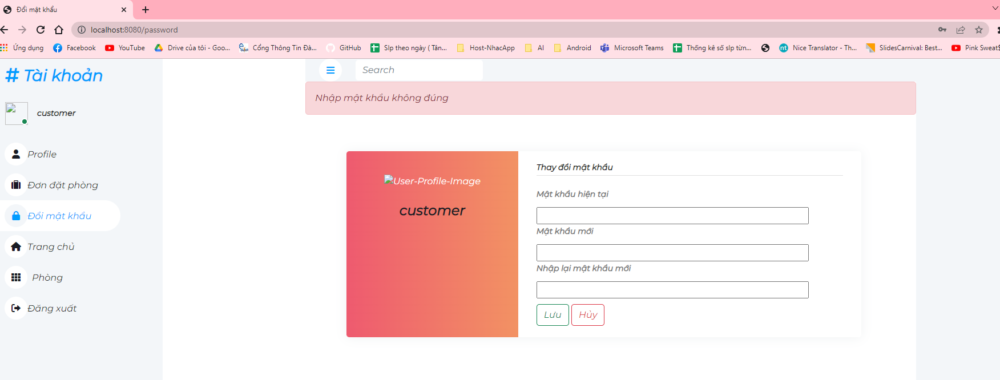 Đổi mật khẩu
localhost:8080/password
Ứng dụng Facebook YouTube Drive của tôi - Goo... Cổng Thông Tin Đà... GitHub Slp theo ngày ( Tân... Host-NhacApp AI Android Microsoft Teams Thống kê số slp từn... nt Nice Translator - Th... SlidesCarnival: Best... Pink Sweat$
# Tài khoản
Search
Nhập mật khẩu không đúng
customer
Profile
Đơn đặt phòng
Đổi mật khẩu
Trang chủ
Phòng
Đăng xuất
User-Profile-Image
customer
Thay đổi mật khẩu
Mật khẩu hiện tại
Mật khẩu mới
Nhập lại mật khẩu mới
Lưu Hủy